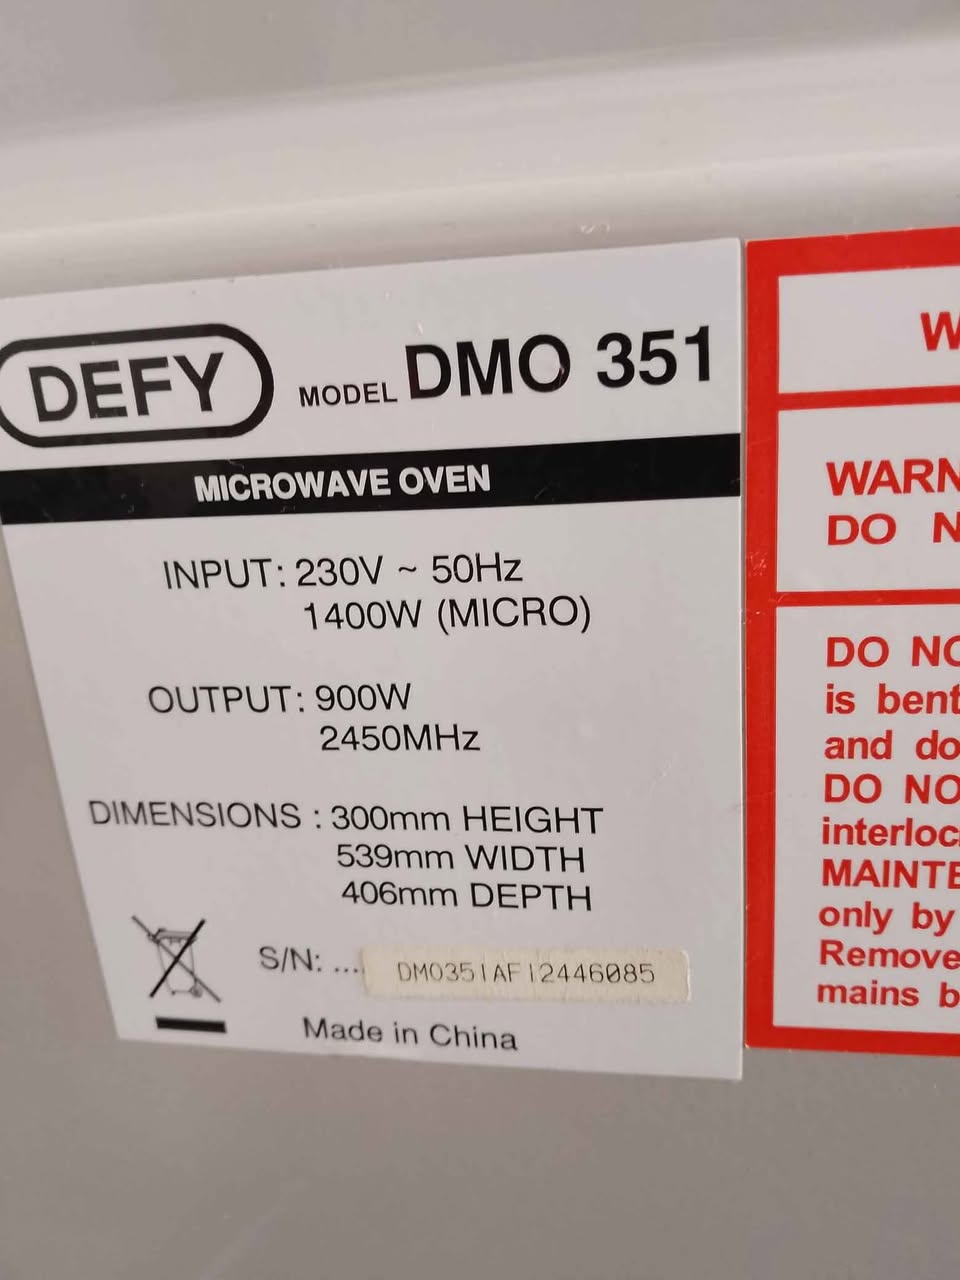 DEFY MODEL DMO 351
MICROWAVE OVEN
INPUT: 230V ~ 50Hz
1400W (MICRO)
OUTPUT: 900W
2450MHz
DIMENSIONS : 300mm HEIGHT
539mm WIDTH
406mm DEPTH
S/N: .... DMO351AF12446085
Made in China
W
WARN
DO N
DO NO
is bent
and do
DO NO
interloc
MAINTE
only by
Remove
mains b